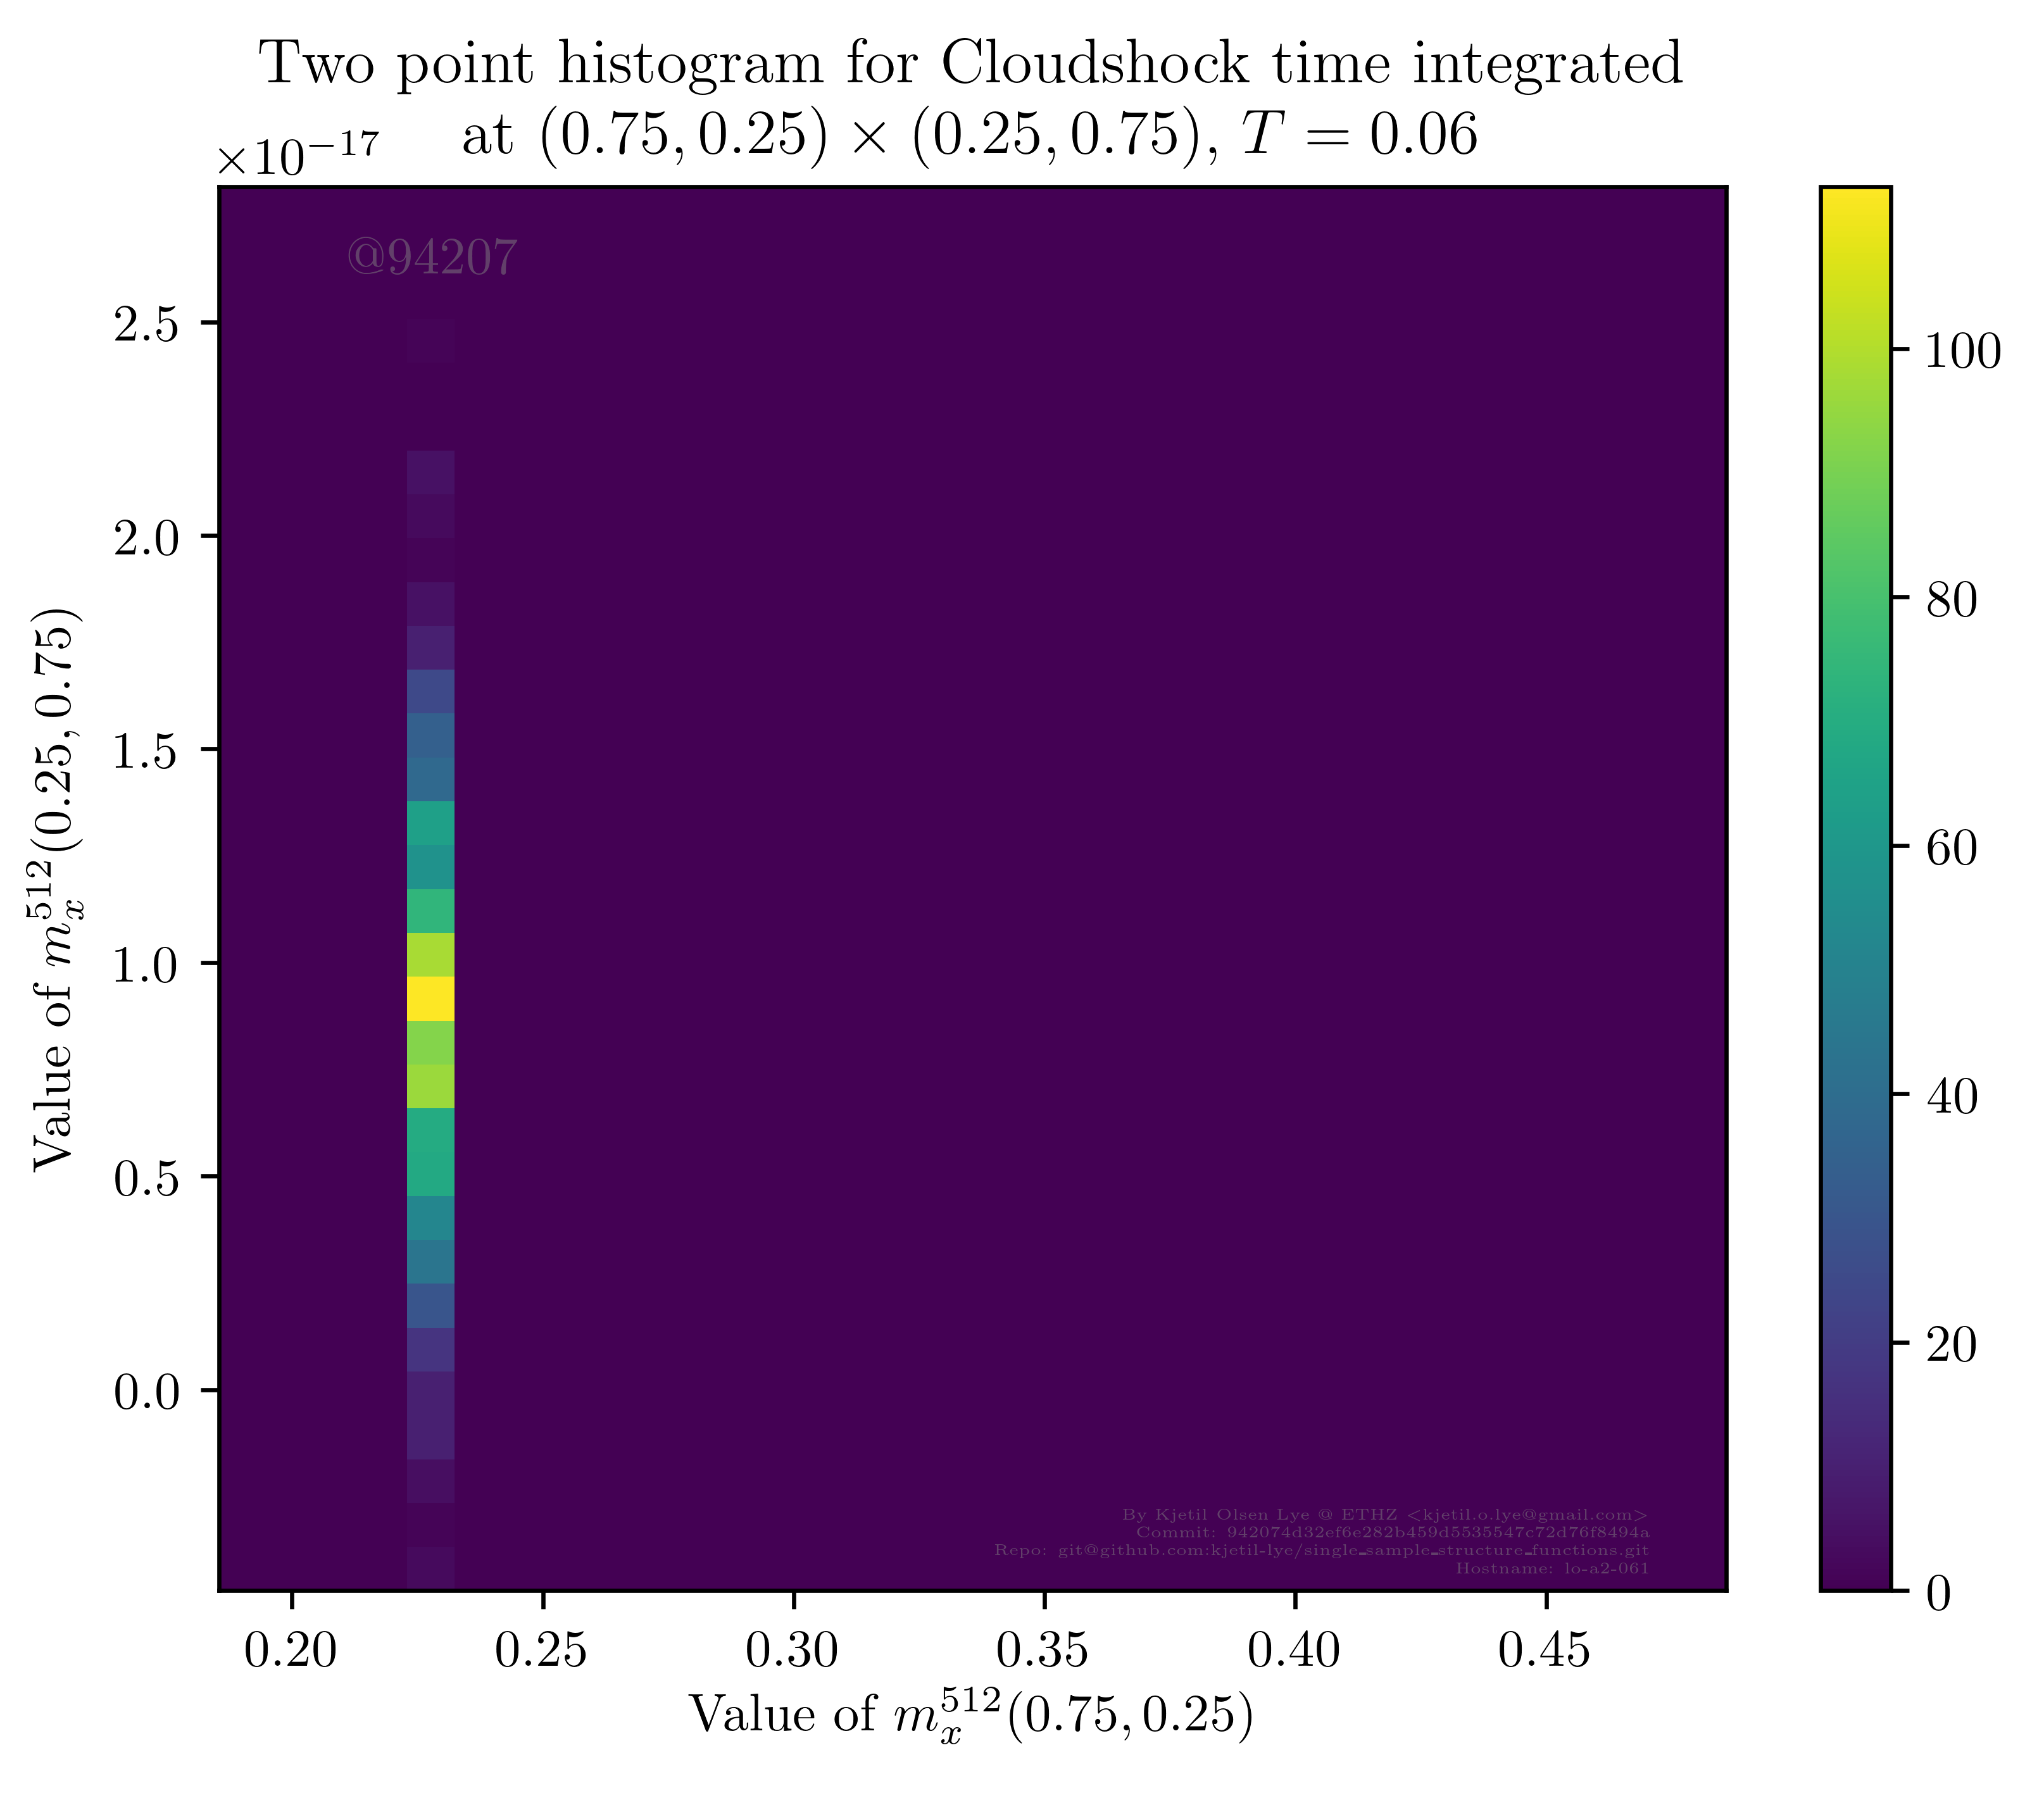 Two point histogram for Cloudshock time integrated
at (0.75, 0.25) × (0.25, 0.75), T = 0.06
×10⁻¹⁷
@94207
2.5
2.0
1.5
1.0
0.5
0.0
Value of mₓ⁵¹²(0.25, 0.75)
0.20
0.25
0.30
0.35
0.40
0.45
Value of mₓ⁵¹²(0.75, 0.25)
100
80
60
40
20
0
By Kjetil Olsen Lye @ ETHZ <kjetil.o.lye@gmail.com>
Commit: 942074d32ef6e282b459d5535547c72d76f8494a
Repo: git@github.com:kjetil-lye/single_sample_structure_functions.git
Hostname: lo-a2-061